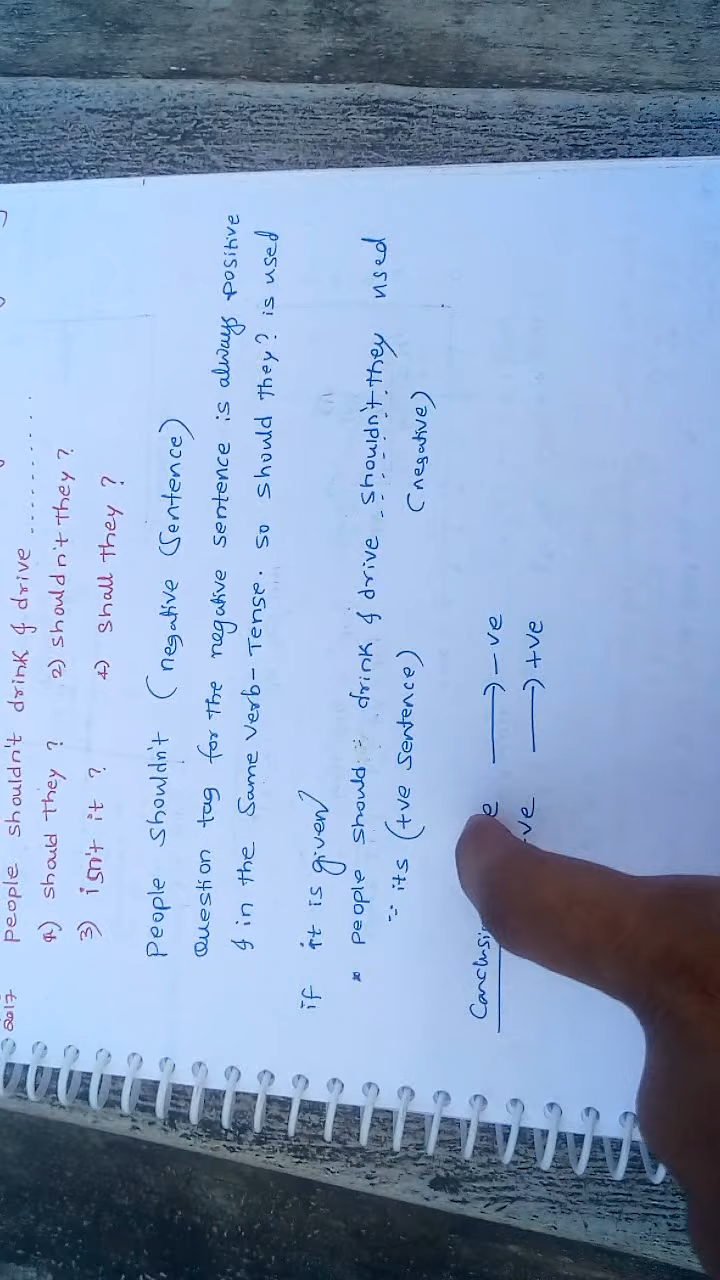 2017 people shouldn't drink & drive ...........
1) should they ? 2) shouldn't they ?
3) isn't it ? 4) shall they ?
People shouldn't (negative sentence)
Question tag for the negative sentence is always positive
& in the same verb-Tense. so should they? is used
if it is given?
* people should drink & drive shouldn't they used
∵ its (+ve sentence) (negative)
⟶ -ve
-ve ⟶ +ve